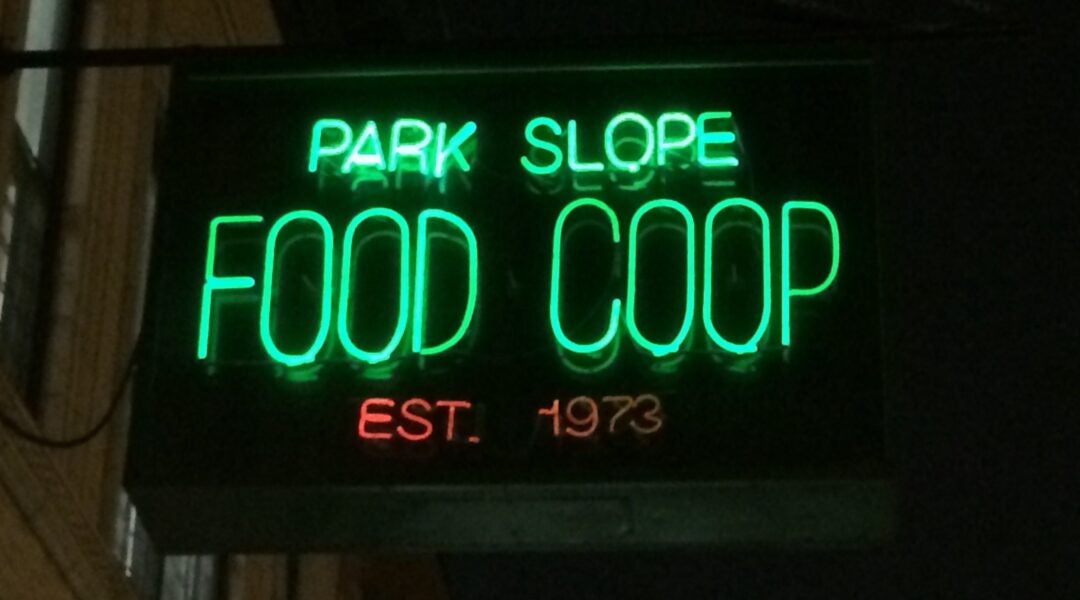 PARK SLOPE
FOOD COOP
EST. 1973